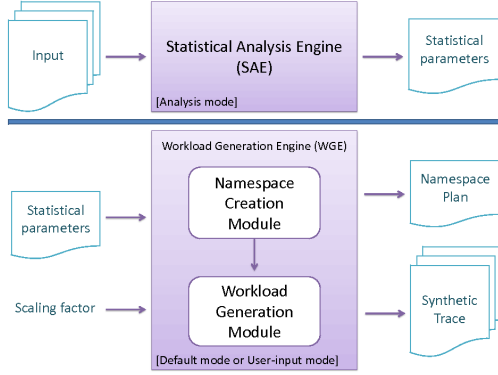 Input
Statistical Analysis Engine
(SAE)
[Analysis mode]
Statistical
parameters
Workload Generation Engine (WGE)
Namespace
Creation
Module
Statistical
parameters
Namespace
Plan
Scaling factor
Workload
Generation
Module
Synthetic
Trace
[Default mode or User-input mode]